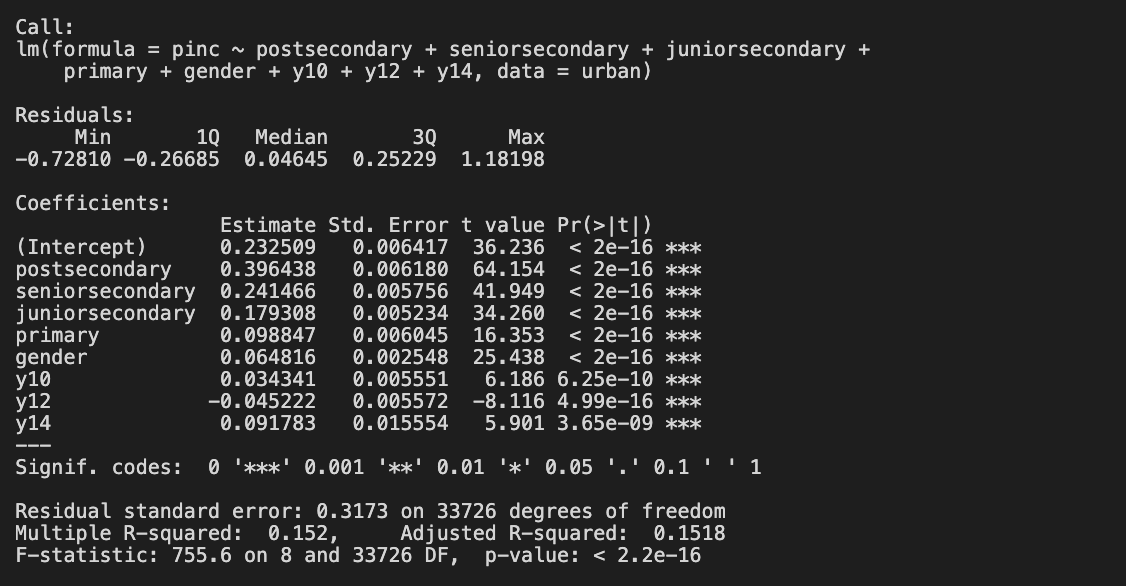 Call:
lm(formula = pinc ~ postsecondary + seniorsecondary + juniorsecondary +
    primary + gender + y10 + y12 + y14, data = urban)

Residuals:
     Min       1Q   Median       3Q      Max
-0.72810 -0.26685  0.04645  0.25229  1.18198

Coefficients:
                 Estimate Std. Error t value Pr(>|t|)
(Intercept)      0.232509   0.006417  36.236  < 2e-16 ***
postsecondary    0.396438   0.006180  64.154  < 2e-16 ***
seniorsecondary  0.241466   0.005756  41.949  < 2e-16 ***
juniorsecondary  0.179308   0.005234  34.260  < 2e-16 ***
primary          0.098847   0.006045  16.353  < 2e-16 ***
gender           0.064816   0.002548  25.438  < 2e-16 ***
y10              0.034341   0.005551   6.186 6.25e-10 ***
y12             -0.045222   0.005572  -8.116 4.99e-16 ***
y14              0.091783   0.015554   5.901 3.65e-09 ***
---
Signif. codes:  0 '***' 0.001 '**' 0.01 '*' 0.05 '.' 0.1 ' ' 1

Residual standard error: 0.3173 on 33726 degrees of freedom
Multiple R-squared:  0.152,     Adjusted R-squared:  0.1518
F-statistic: 755.6 on 8 and 33726 DF,  p-value: < 2.2e-16